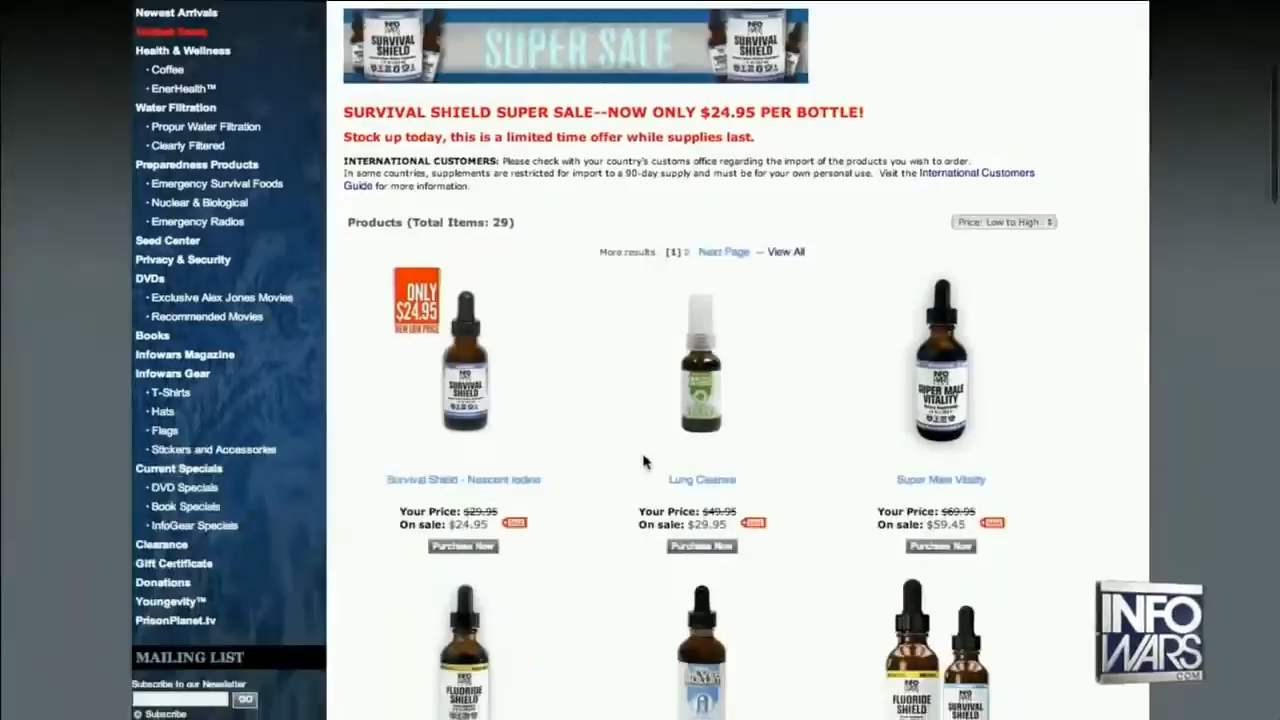 Newest Arrivals
Health & Wellness
· Coffee
· EnerHealth™
Water Filtration
· Propur Water Filtration
· Clearly Filtered
Preparedness Products
· Emergency Survival Foods
· Nuclear & Biological
· Emergency Radios
Seed Center
Privacy & Security
DVDs
· Exclusive Alex Jones Movies
· Recommended Movies
Books
Infowars Magazine
Infowars Gear
· T-Shirts
· Hats
· Flags
· Stickers and Accessories
Current Specials
· DVD Specials
· Book Specials
· InfoGear Specials
Clearance
Gift Certificate
Donations
Youngevity™
PrisonPlanet.tv
MAILING LIST
Subscribe to our Newsletter
GO
Subscribe
SURVIVAL SHIELD
SUPER SALE
SURVIVAL SHIELD
SURVIVAL SHIELD SUPER SALE--NOW ONLY $24.95 PER BOTTLE!
Stock up today, this is a limited time offer while supplies last.
INTERNATIONAL CUSTOMERS: Please check with your country's customs office regarding the import of the products you wish to order.
In some countries, supplements are restricted for import to a 90-day supply and must be for your own personal use. Visit the International Customers
Guide for more information.
Products (Total Items: 29)
Price: Low to High
More results [1] 2 Next Page — View All
ONLY
$24.95
NEW LOW PRICE
INFO WARS
SURVIVAL
SHIELD
INFO WARS
SUPER MALE
VITALITY
Survival Shield - Nascent Iodine
Lung Cleanse
Super Male Vitality
Your Price: $29.95
On sale: $24.95
Your Price: $49.95
On sale: $29.95
Your Price: $69.95
On sale: $59.45
Purchase Now
Purchase Now
Purchase Now
FLUORIDE
SHIELD
FLUORIDE
SHIELD
SURVIVAL
SHIELD
INFO
WARS
.COM